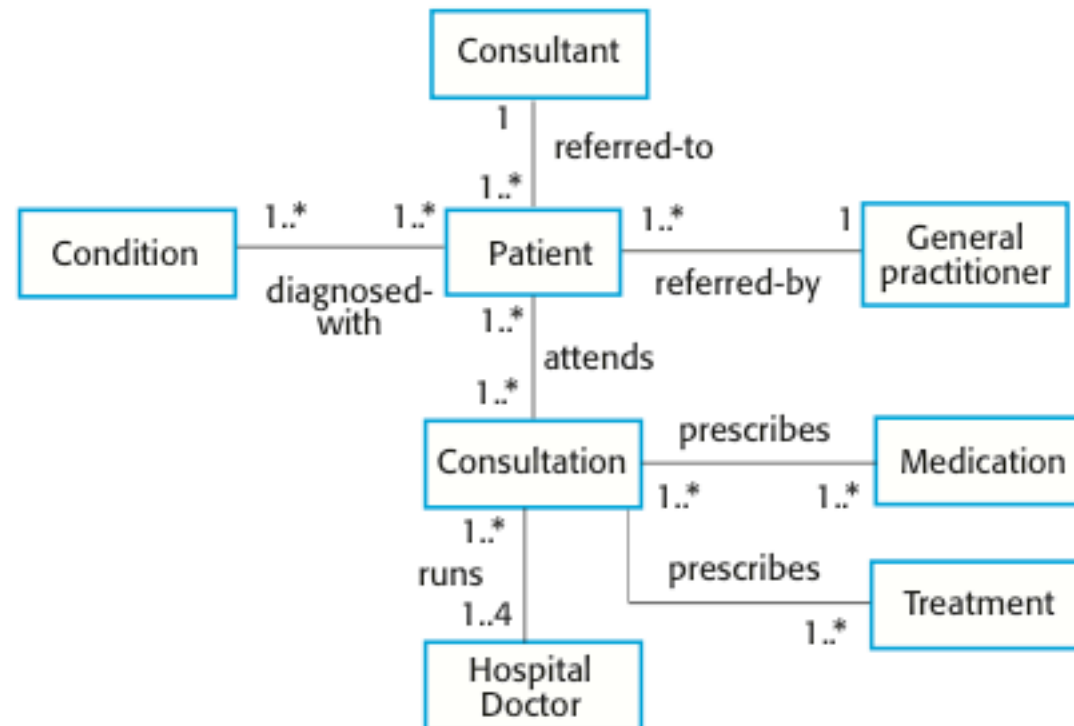 Consultant
1
referred-to
1..*
1..*
1..*
1..*
1
Condition
Patient
General
practitioner
diagnosed-
with
referred-by
1..*
attends
1..*
prescribes
Consultation
Medication
1..*
1..*
1..*
runs
prescribes
1..4
Treatment
1..*
Hospital
Doctor